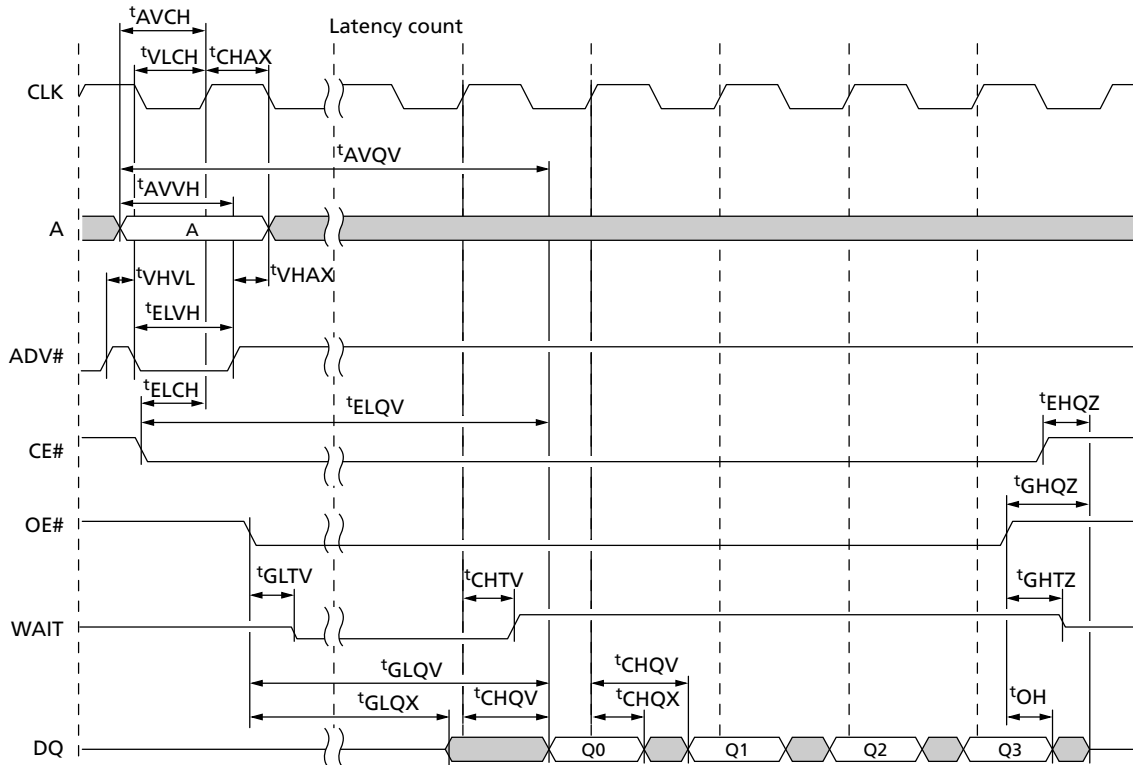 tAVCH
Latency count
tVLCH tCHAX
CLK
tAVQV
tAVVH
A A
tVHVL tVHAX
tELVH
ADV#
tELCH
tELQV tEHQZ
CE#
tGHQZ
OE#
tGLTV tCHTV tGHTZ
WAIT
tGLQV tCHQV
tGLQX tCHQV tCHQX tOH
DQ Q0 Q1 Q2 Q3